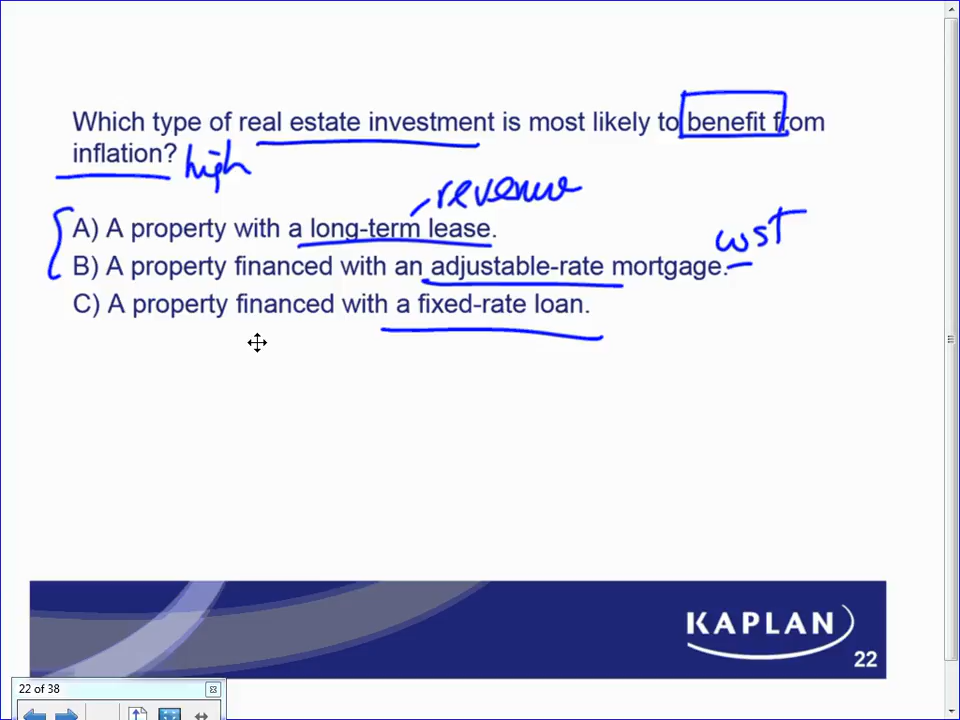 Which type of real estate investment is most likely to benefit from
inflation? high
revenue
A) A property with a long-term lease.
cost
B) A property financed with an adjustable-rate mortgage.
C) A property financed with a fixed-rate loan.
KAPLAN
22
22 of 38